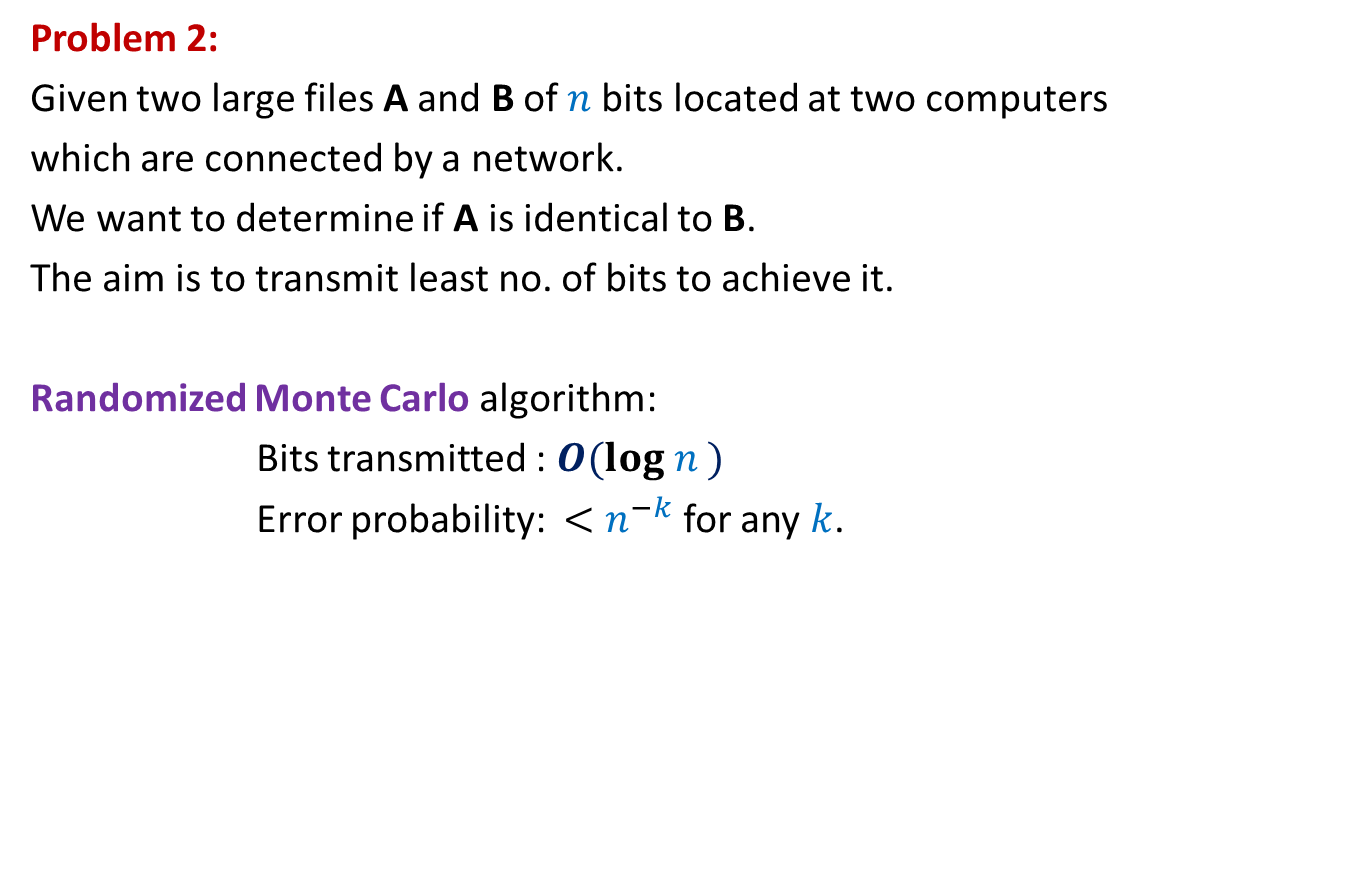 Problem 2:
Given two large files A and B of n bits located at two computers
which are connected by a network.
We want to determine if A is identical to B.
The aim is to transmit least no. of bits to achieve it.
Randomized Monte Carlo algorithm:
Bits transmitted : O(log n )
Error probability: < n⁻ᵏ for any k.